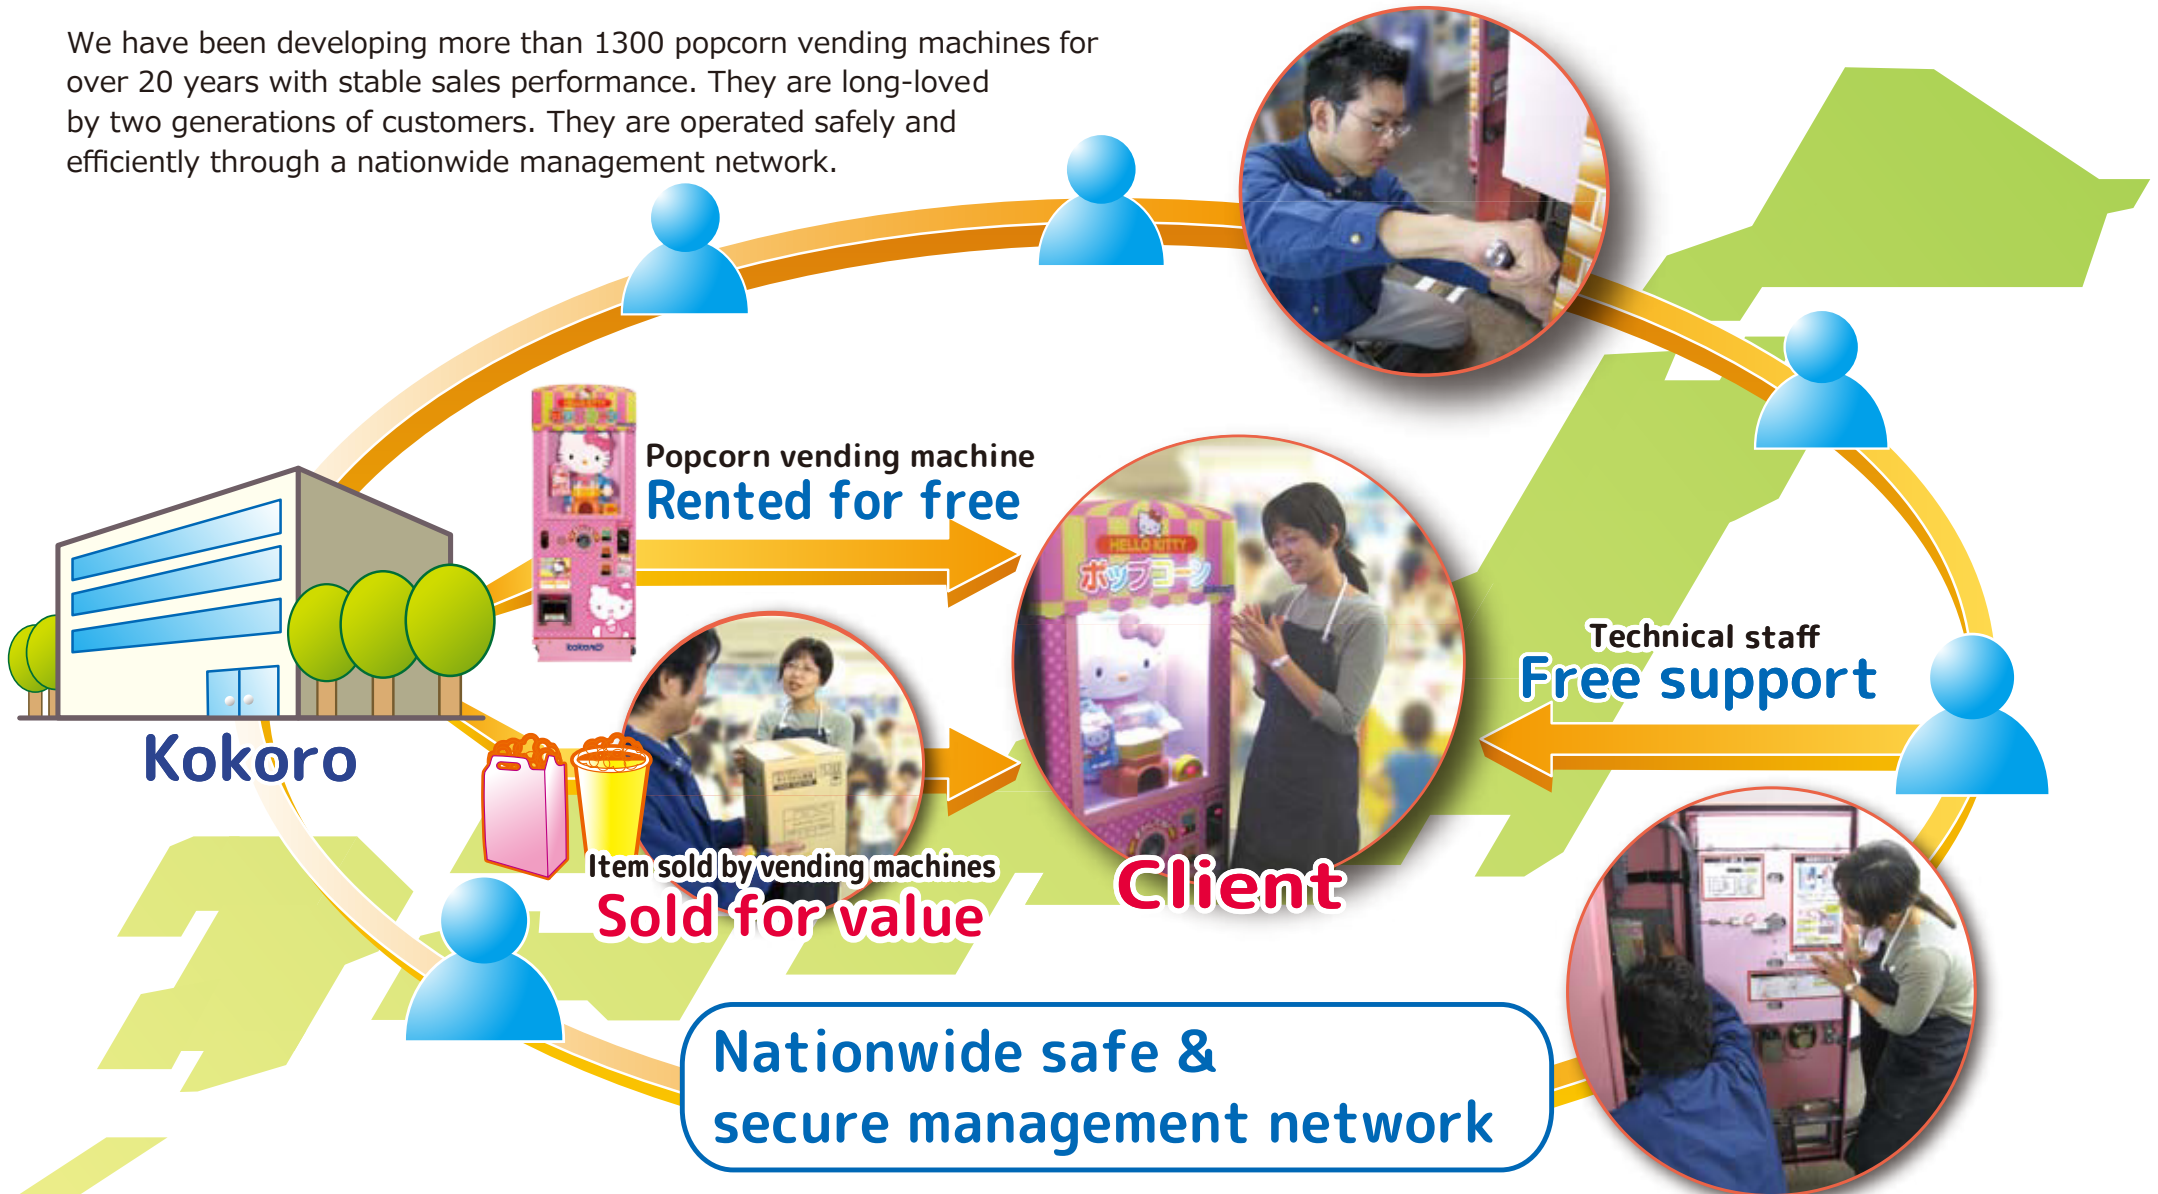 We have been developing more than 1300 popcorn vending machines for
over 20 years with stable sales performance. They are long-loved
by two generations of customers. They are operated safely and
efficiently through a nationwide management network.
Popcorn vending machine
Rented for free
HELLO KITTY
ポップコーン
Technical staff
Free support
Kokoro
Item sold by vending machines
Sold for value
Client
Nationwide safe &
secure management network